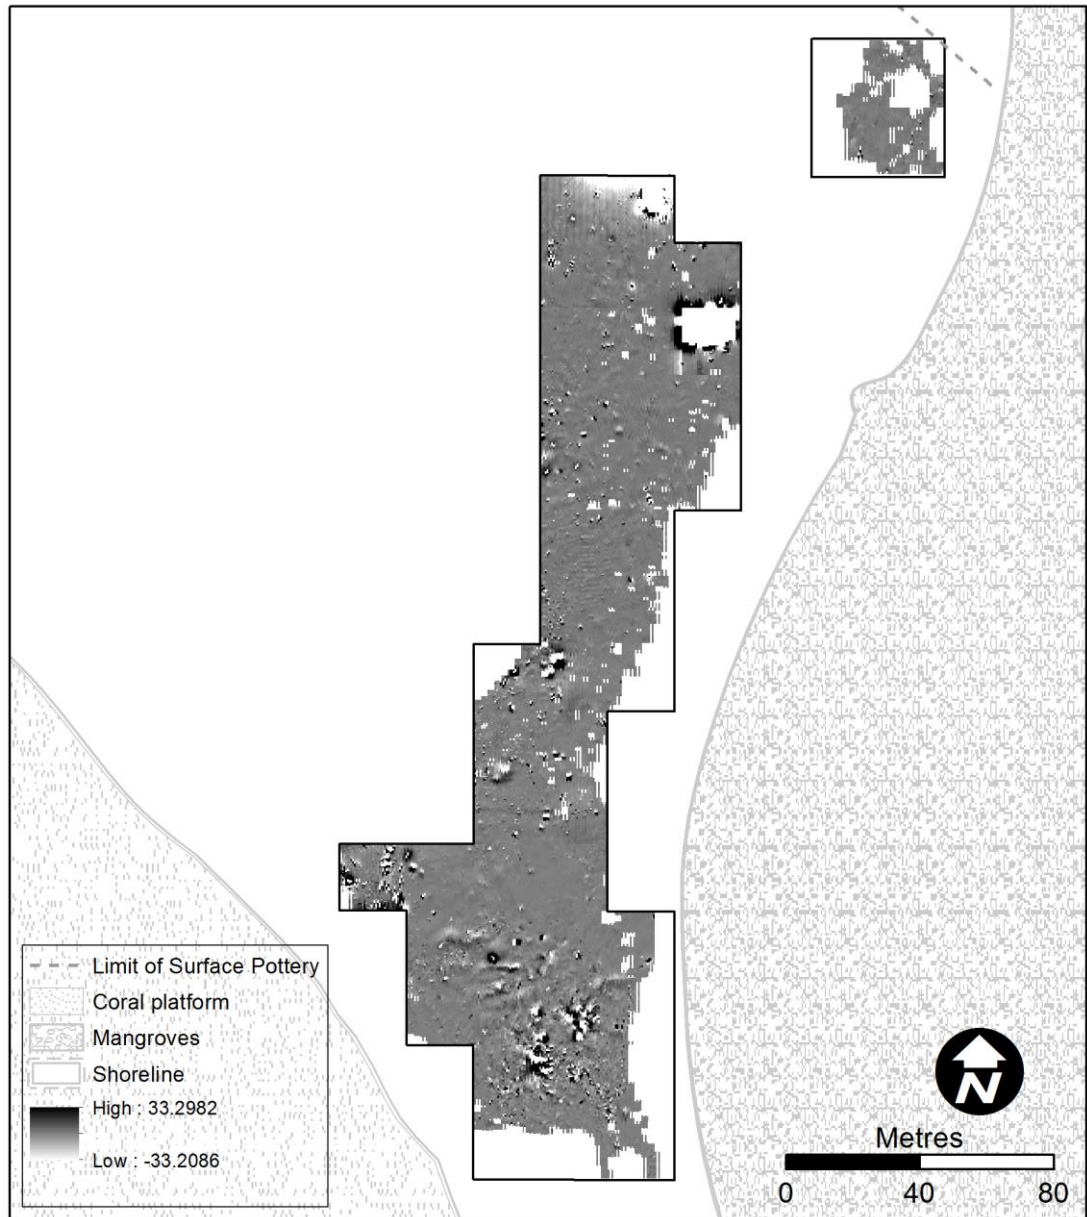 Limit of Surface Pottery
Coral platform
Mangroves
Shoreline
High : 33.2982
Low : -33.2086
N
Metres
0 40 80